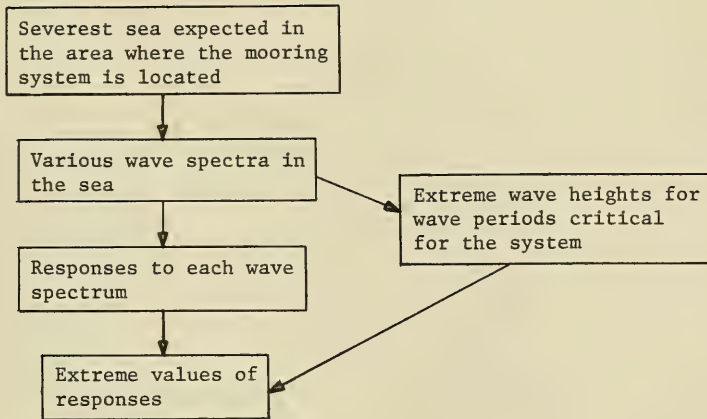 Severest sea expected in
the area where the mooring
system is located
Various wave spectra in
the sea
Extreme wave heights for
wave periods critical
for the system
Responses to each wave
spectrum
Extreme values of
responses